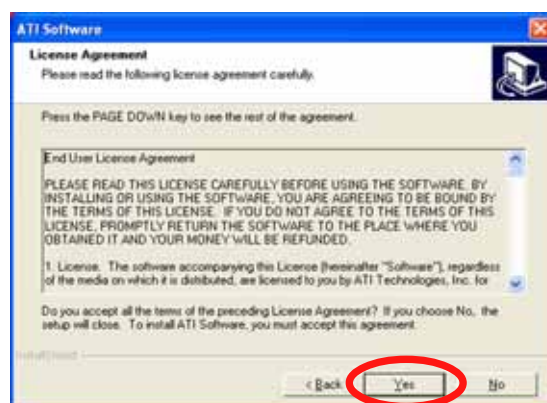 ATI Software
License Agreement
Please read the following license agreement carefully.
Press the PAGE DOWN key to see the rest of the agreement.
End User License Agreement
PLEASE READ THIS LICENSE CAREFULLY BEFORE USING THE SOFTWARE. BY
INSTALLING OR USING THE SOFTWARE, YOU ARE AGREEING TO BE BOUND BY
THE TERMS OF THIS LICENSE. IF YOU DO NOT AGREE TO THE TERMS OF THIS
LICENSE, PROMPTLY RETURN THE SOFTWARE TO THE PLACE WHERE YOU
OBTAINED IT AND YOUR MONEY WILL BE REFUNDED.
1. License. The software accompanying this License (hereinafter "Software"), regardless
of the media on which it is distributed, are licensed to you by ATI Technologies, Inc. for
Do you accept all the terms of the preceding License Agreement? If you choose No, the
setup will close. To install ATI Software, you must accept this agreement.
InstallShield
< Back Yes No